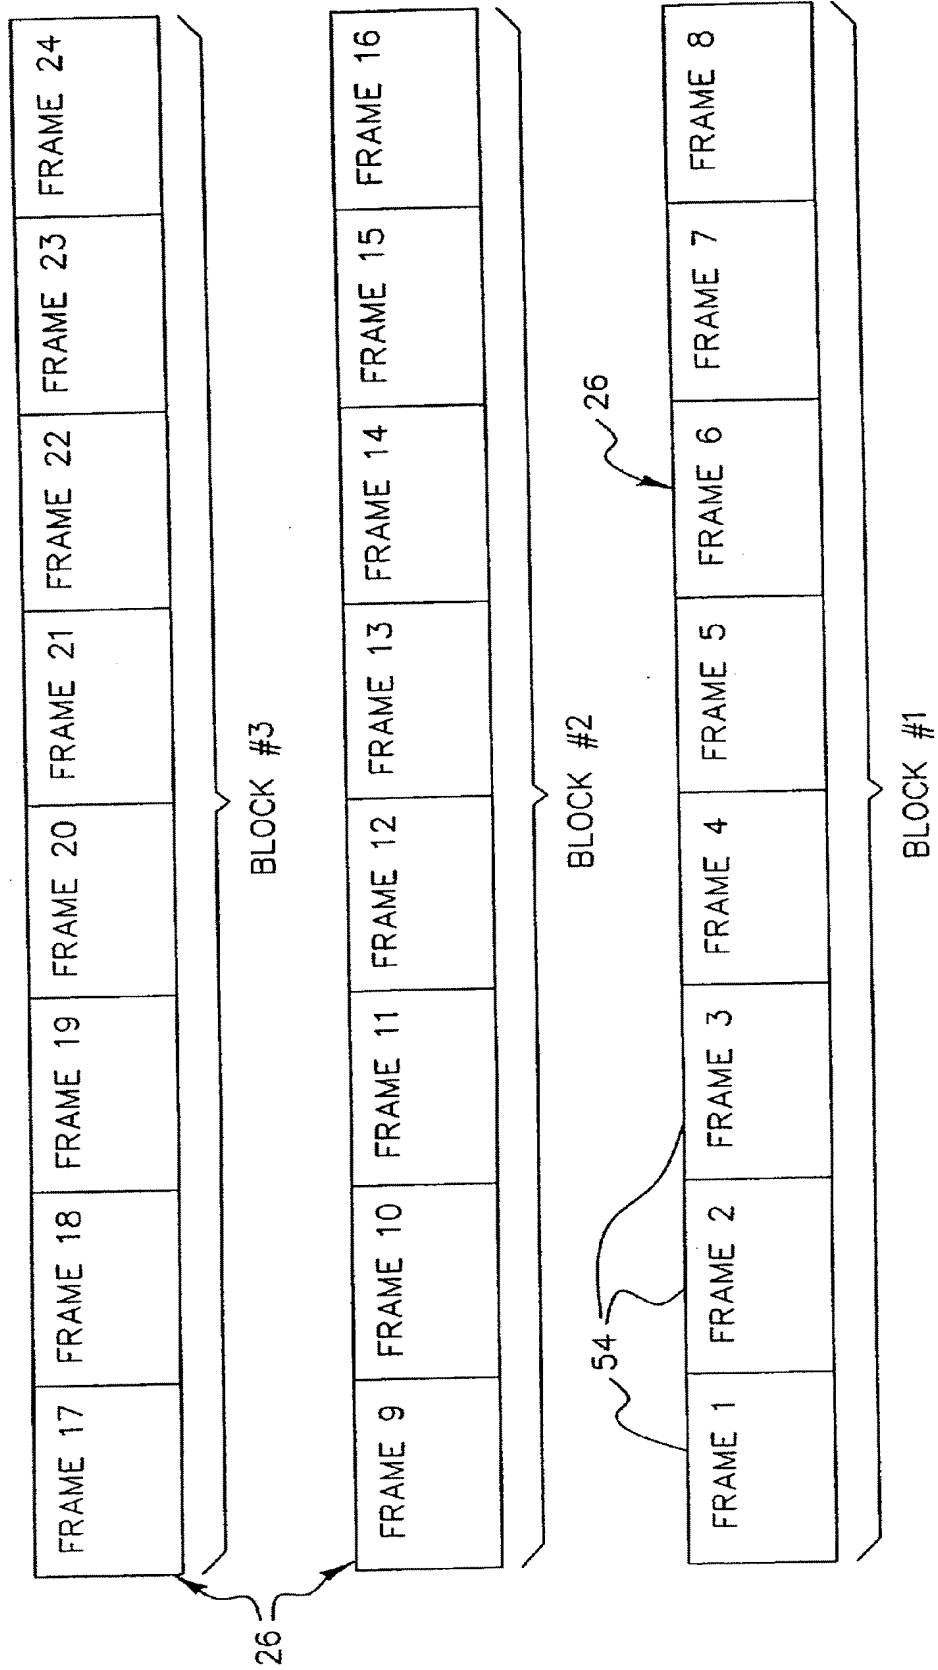 FRAME 17
FRAME 18
FRAME 19
FRAME 20
FRAME 21
FRAME 22
FRAME 23
FRAME 24
BLOCK #3
26
FRAME 9
FRAME 10
FRAME 11
FRAME 12
FRAME 13
FRAME 14
FRAME 15
FRAME 16
BLOCK #2
54
26
FRAME 1
FRAME 2
FRAME 3
FRAME 4
FRAME 5
FRAME 6
FRAME 7
FRAME 8
BLOCK #1